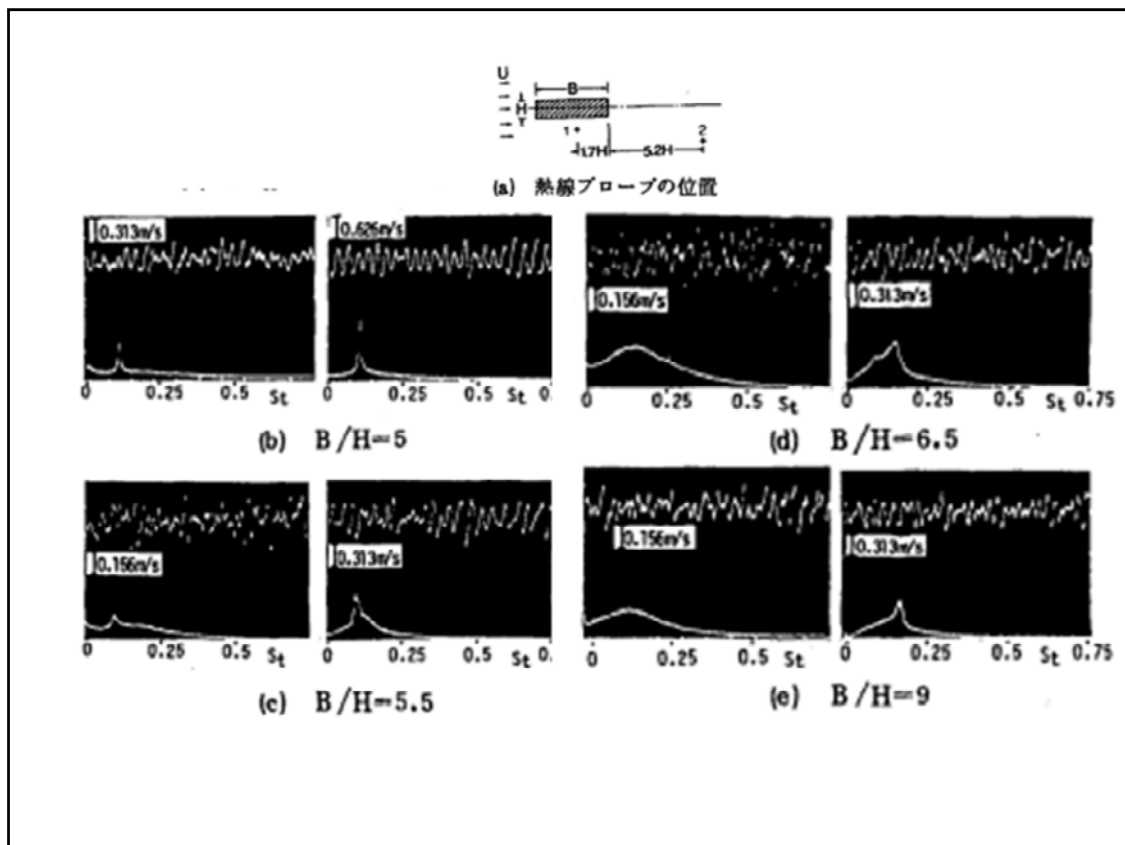 U
B
H
1
2
1.7H
5.2H
(a) 熱線プローブの位置
0.313m/s
0.626m/s
0 0.25 0.5 St
0 0.25 0.5 St 0.
(b) B/H=5
0.156m/s
0.313m/s
0 0.25 0.5 St
0 0.25 0.5 St 0.75
(d) B/H=6.5
0.156m/s
0.313m/s
0 0.25 0.5 St
0 0.25 0.5 St 0.
(c) B/H=5.5
0.156m/s
0.313m/s
0 0.25 0.5 St
0 0.25 0.5 St 0.75
(e) B/H=9